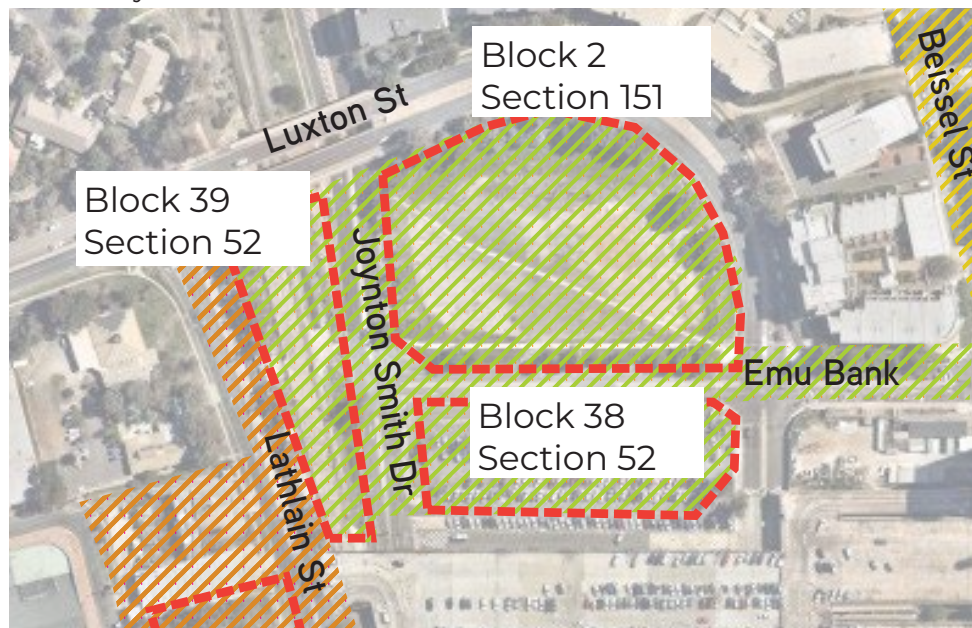 Block 2
Section 151
Beissel St
Luxton St
Block 39
Section 52
Joynton Smith Dr
Emu Bank
Block 38
Section 52
Lathlain St